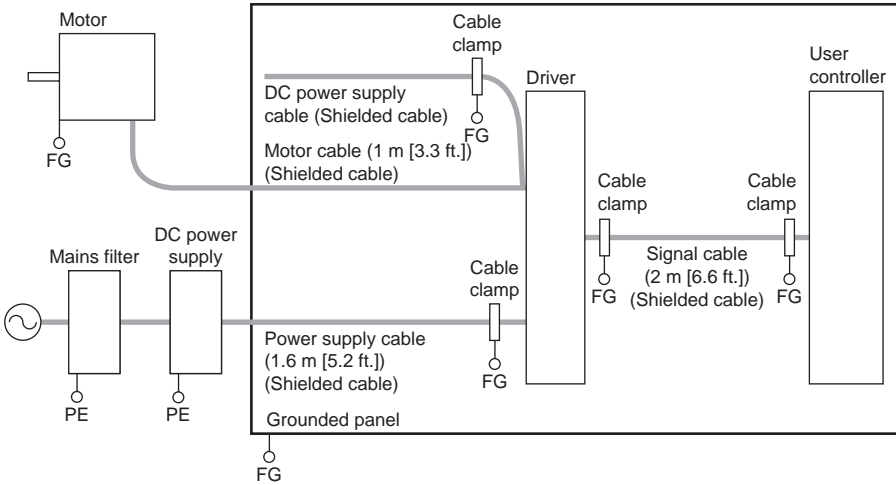 Motor
FG
Cable
clamp
FG
DC power supply
cable (Shielded cable)
Motor cable (1 m [3.3 ft.])
(Shielded cable)
Driver
User
controller
Cable
clamp
FG
Signal cable
(2 m [6.6 ft.])
(Shielded cable)
Cable
clamp
FG
Mains filter
PE
DC power
supply
PE
Cable
clamp
FG
Power supply cable
(1.6 m [5.2 ft.])
(Shielded cable)
Grounded panel
FG